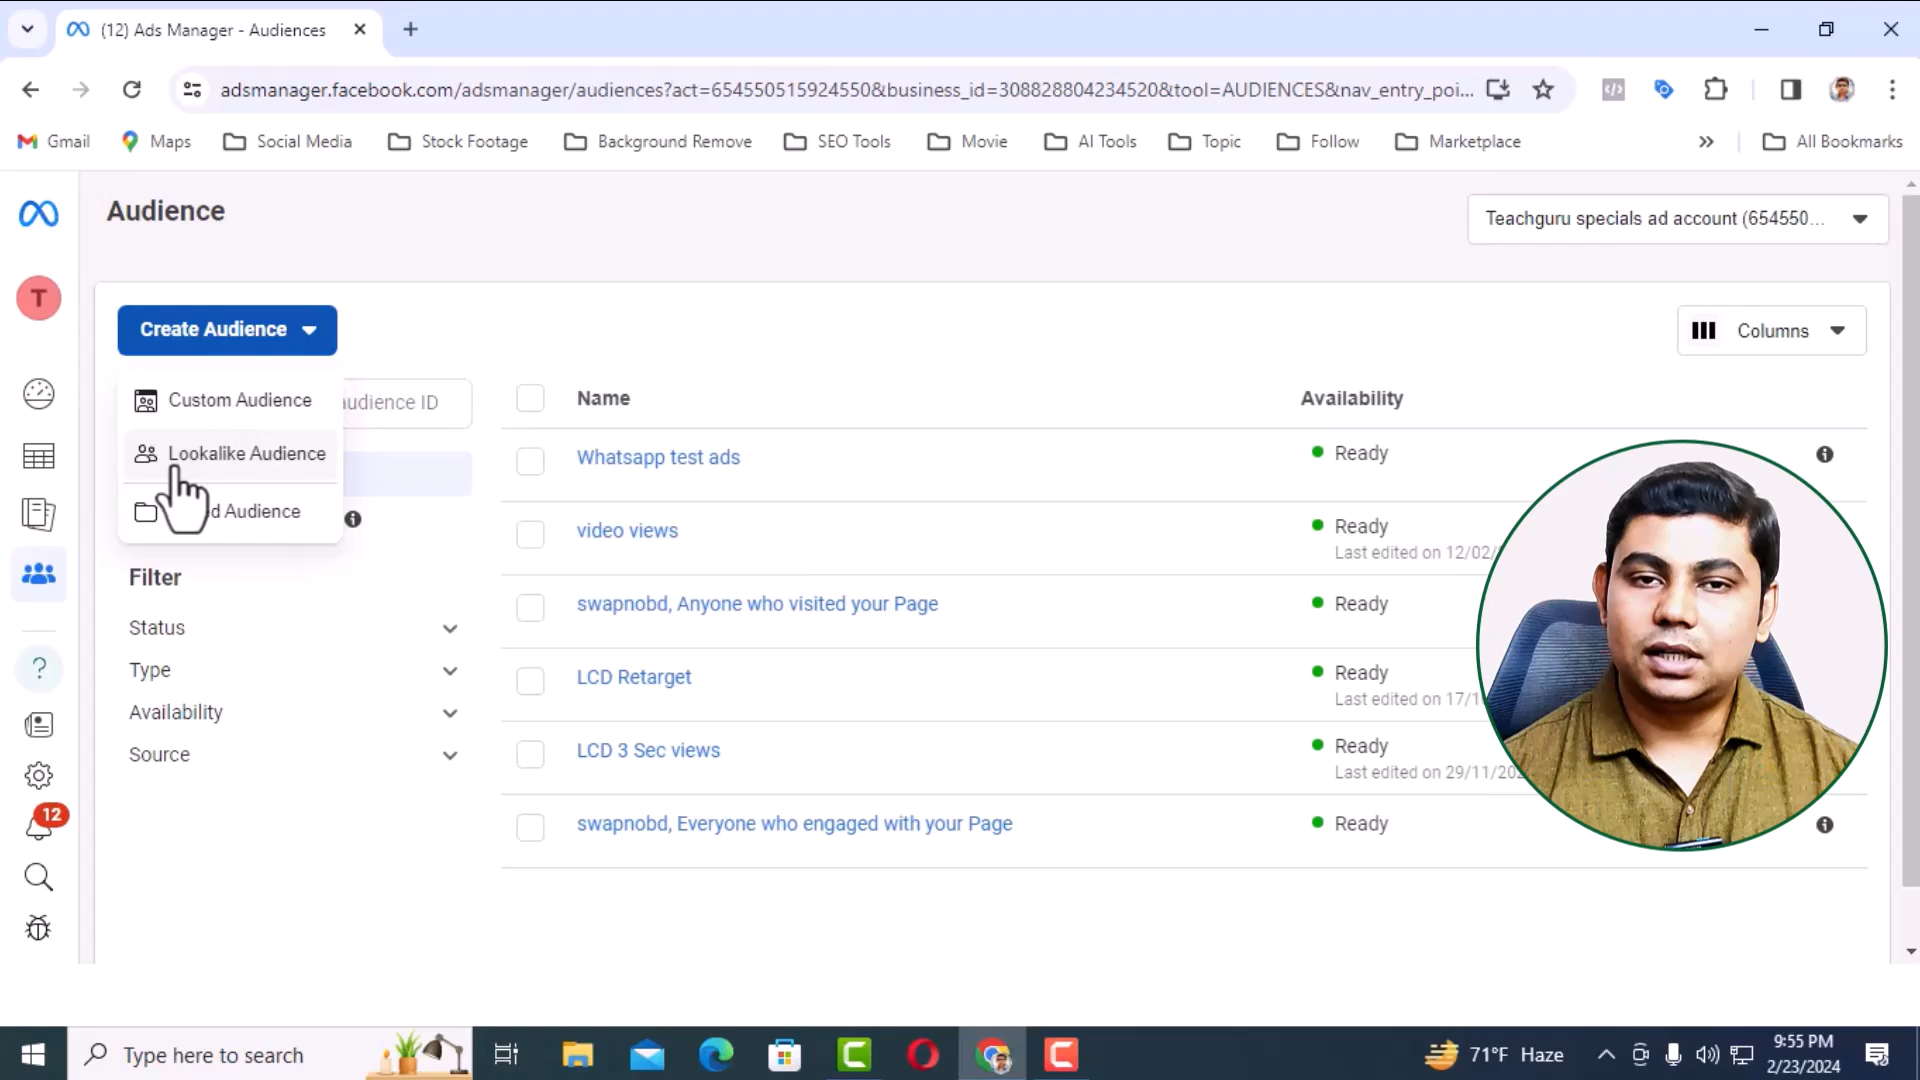 (12) Ads Manager - Audiences
adsmanager.facebook.com/adsmanager/audiences?act=654550515924550&business_id=308828804234520&tool=AUDIENCES&nav_entry_poi...
Gmail Maps Social Media Stock Footage Background Remove SEO Tools Movie AI Tools Topic Follow Marketplace » All Bookmarks
Audience
Teachguru specials ad account (654550...
T
Create Audience
Columns
Custom Audience
audience ID
Name Availability
Lookalike Audience
Whatsapp test ads Ready
d Audience
video views Ready
Last edited on 12/02/
Filter
swapnobd, Anyone who visited your Page Ready
Status
Type
LCD Retarget Ready
Last edited on 17/1
Availability
Source
LCD 3 Sec views Ready
Last edited on 29/11/20
12
swapnobd, Everyone who engaged with your Page Ready
Type here to search
71°F Haze
9:55 PM
2/23/2024